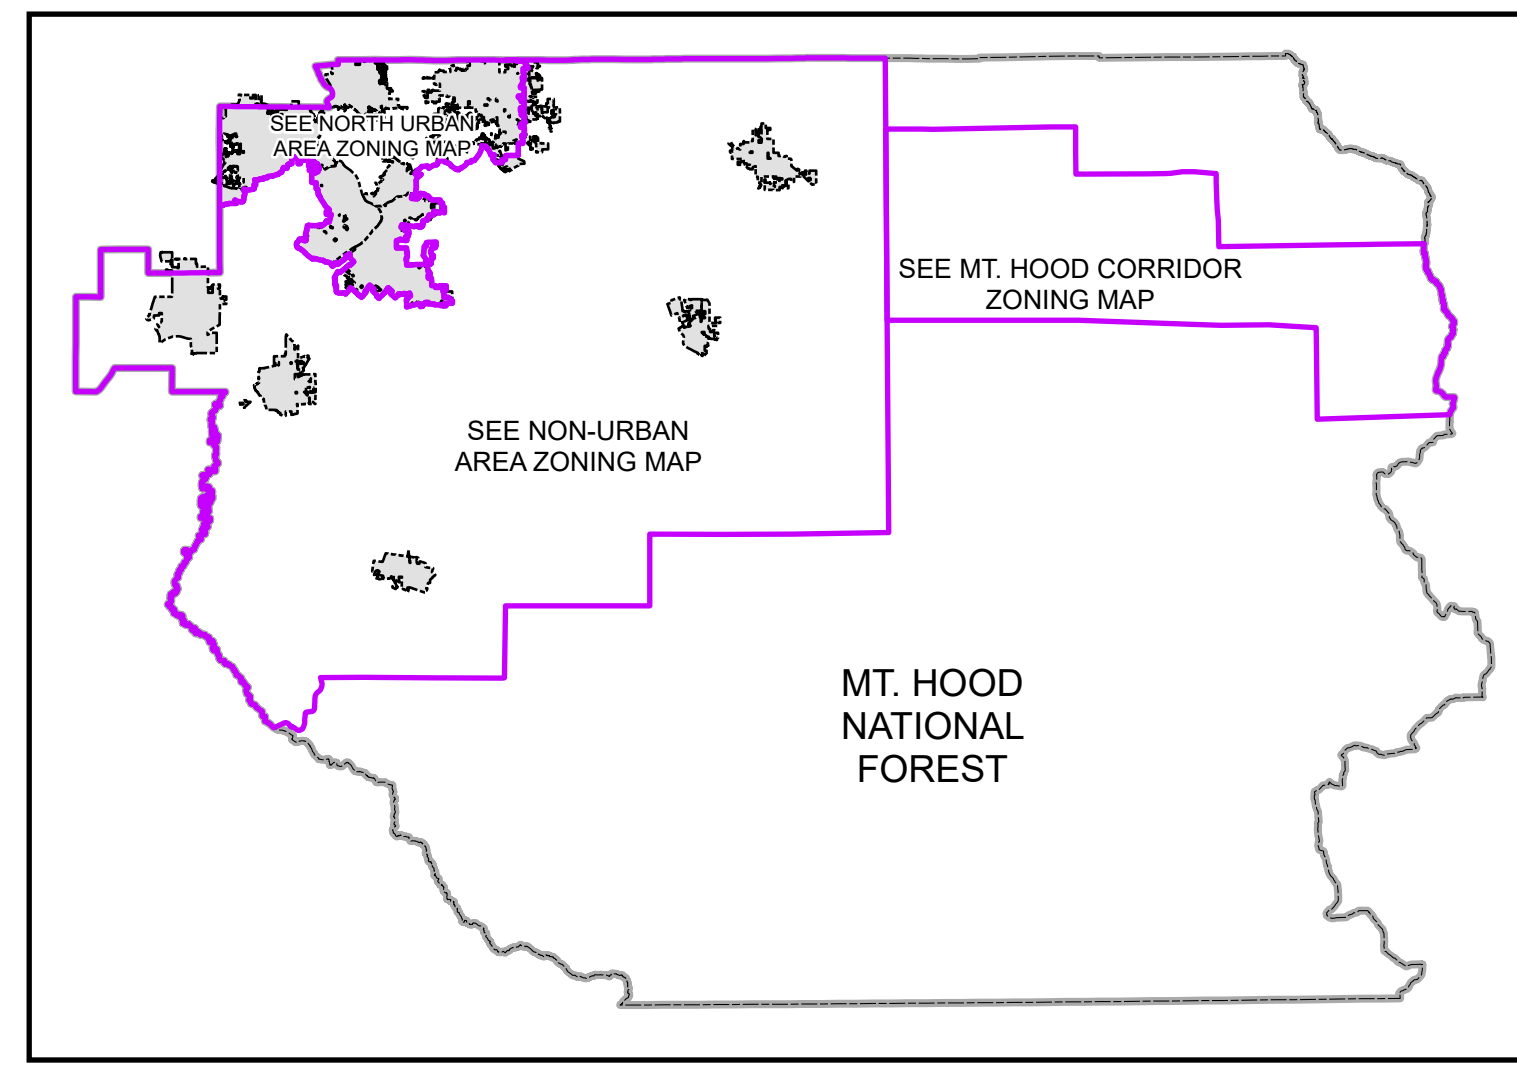 SEE NORTH URBAN
AREA ZONING MAP
SEE MT. HOOD CORRIDOR
ZONING MAP
SEE NON-URBAN
AREA ZONING MAP
MT. HOOD
NATIONAL
FOREST